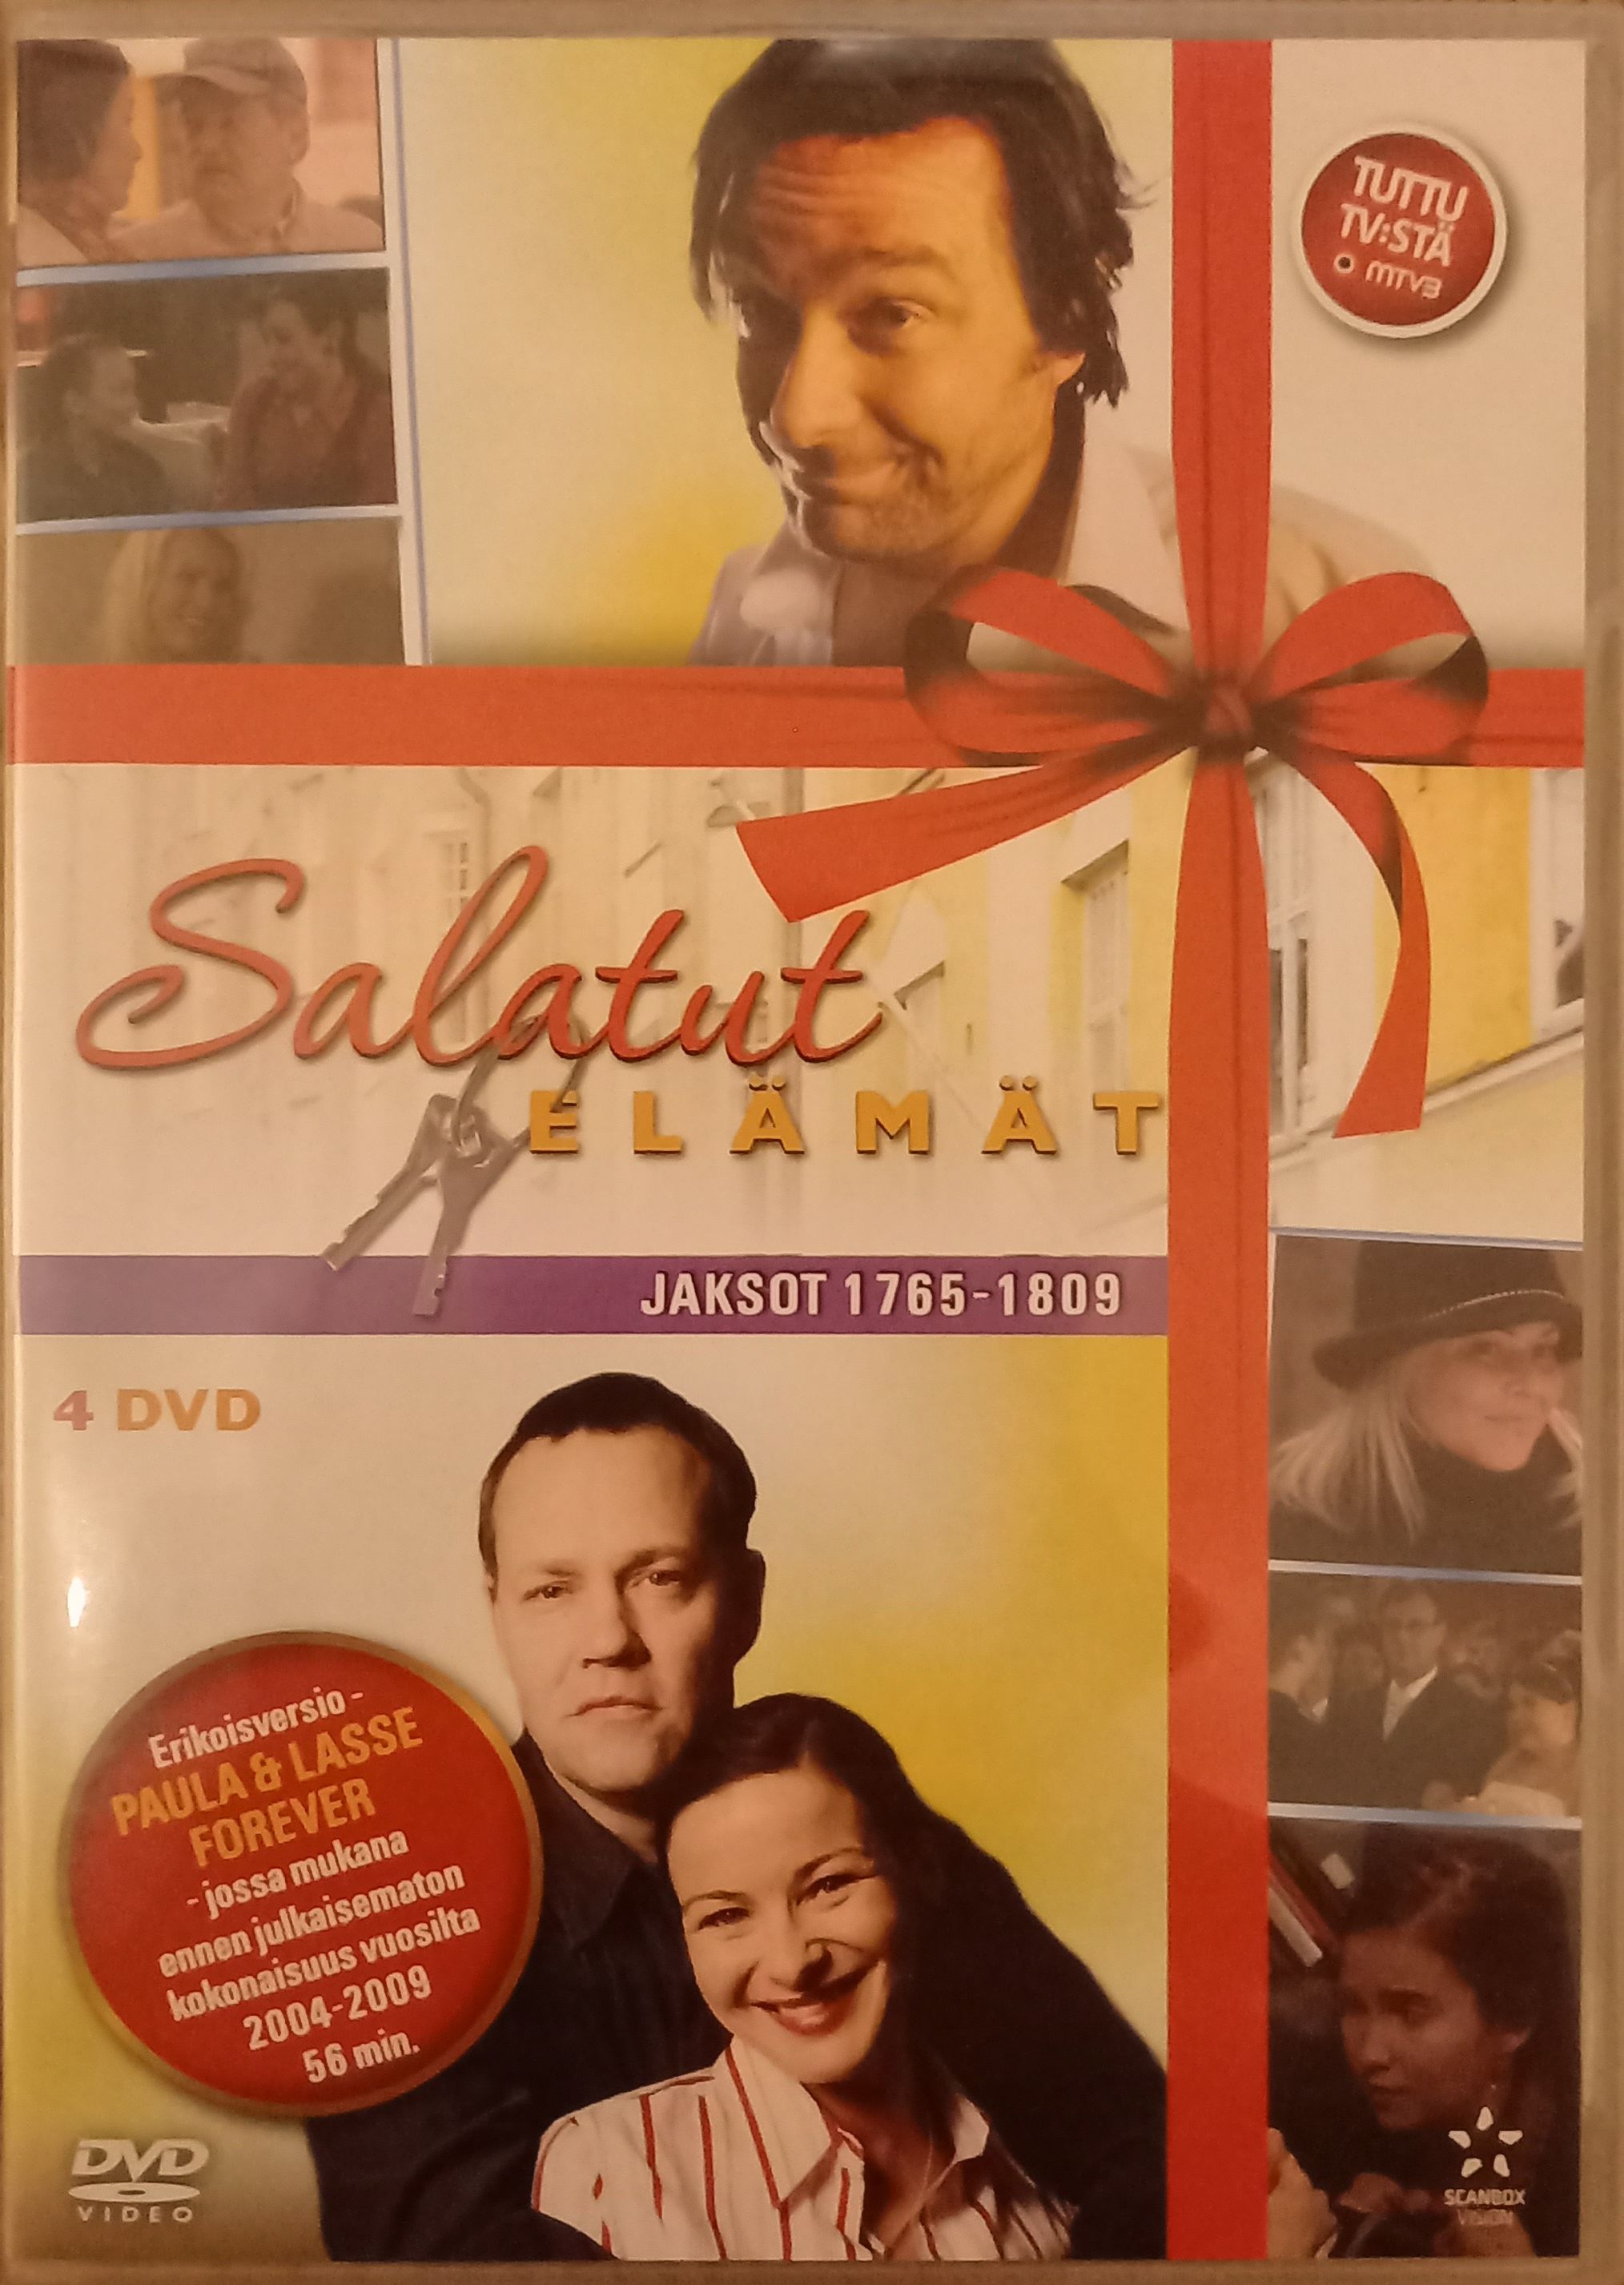 TUTTU
TV:STÄ
MTV3
Salatut
ELÄMÄT
JAKSOT 1765-1809
4 DVD
Erikoisversio -
PAULA & LASSE
FOREVER
- jossa mukana
ennen julkaisematon
kokonaisuus vuosilta
2004-2009
56 min.
DVD
VIDEO
SCANBOX
VISION